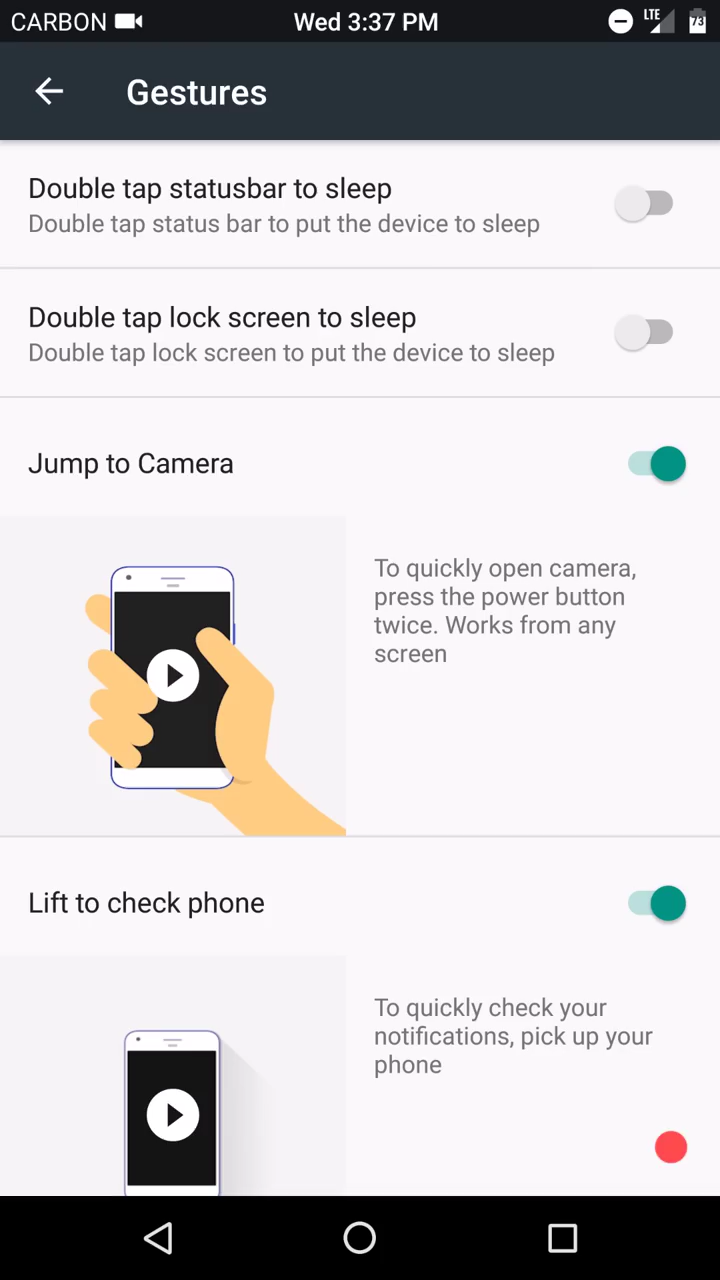 CARBON Wed 3:37 PM LTE 73
Gestures
Double tap statusbar to sleep
Double tap status bar to put the device to sleep
Double tap lock screen to sleep
Double tap lock screen to put the device to sleep
Jump to Camera
To quickly open camera,
press the power button
twice. Works from any
screen
Lift to check phone
To quickly check your
notifications, pick up your
phone